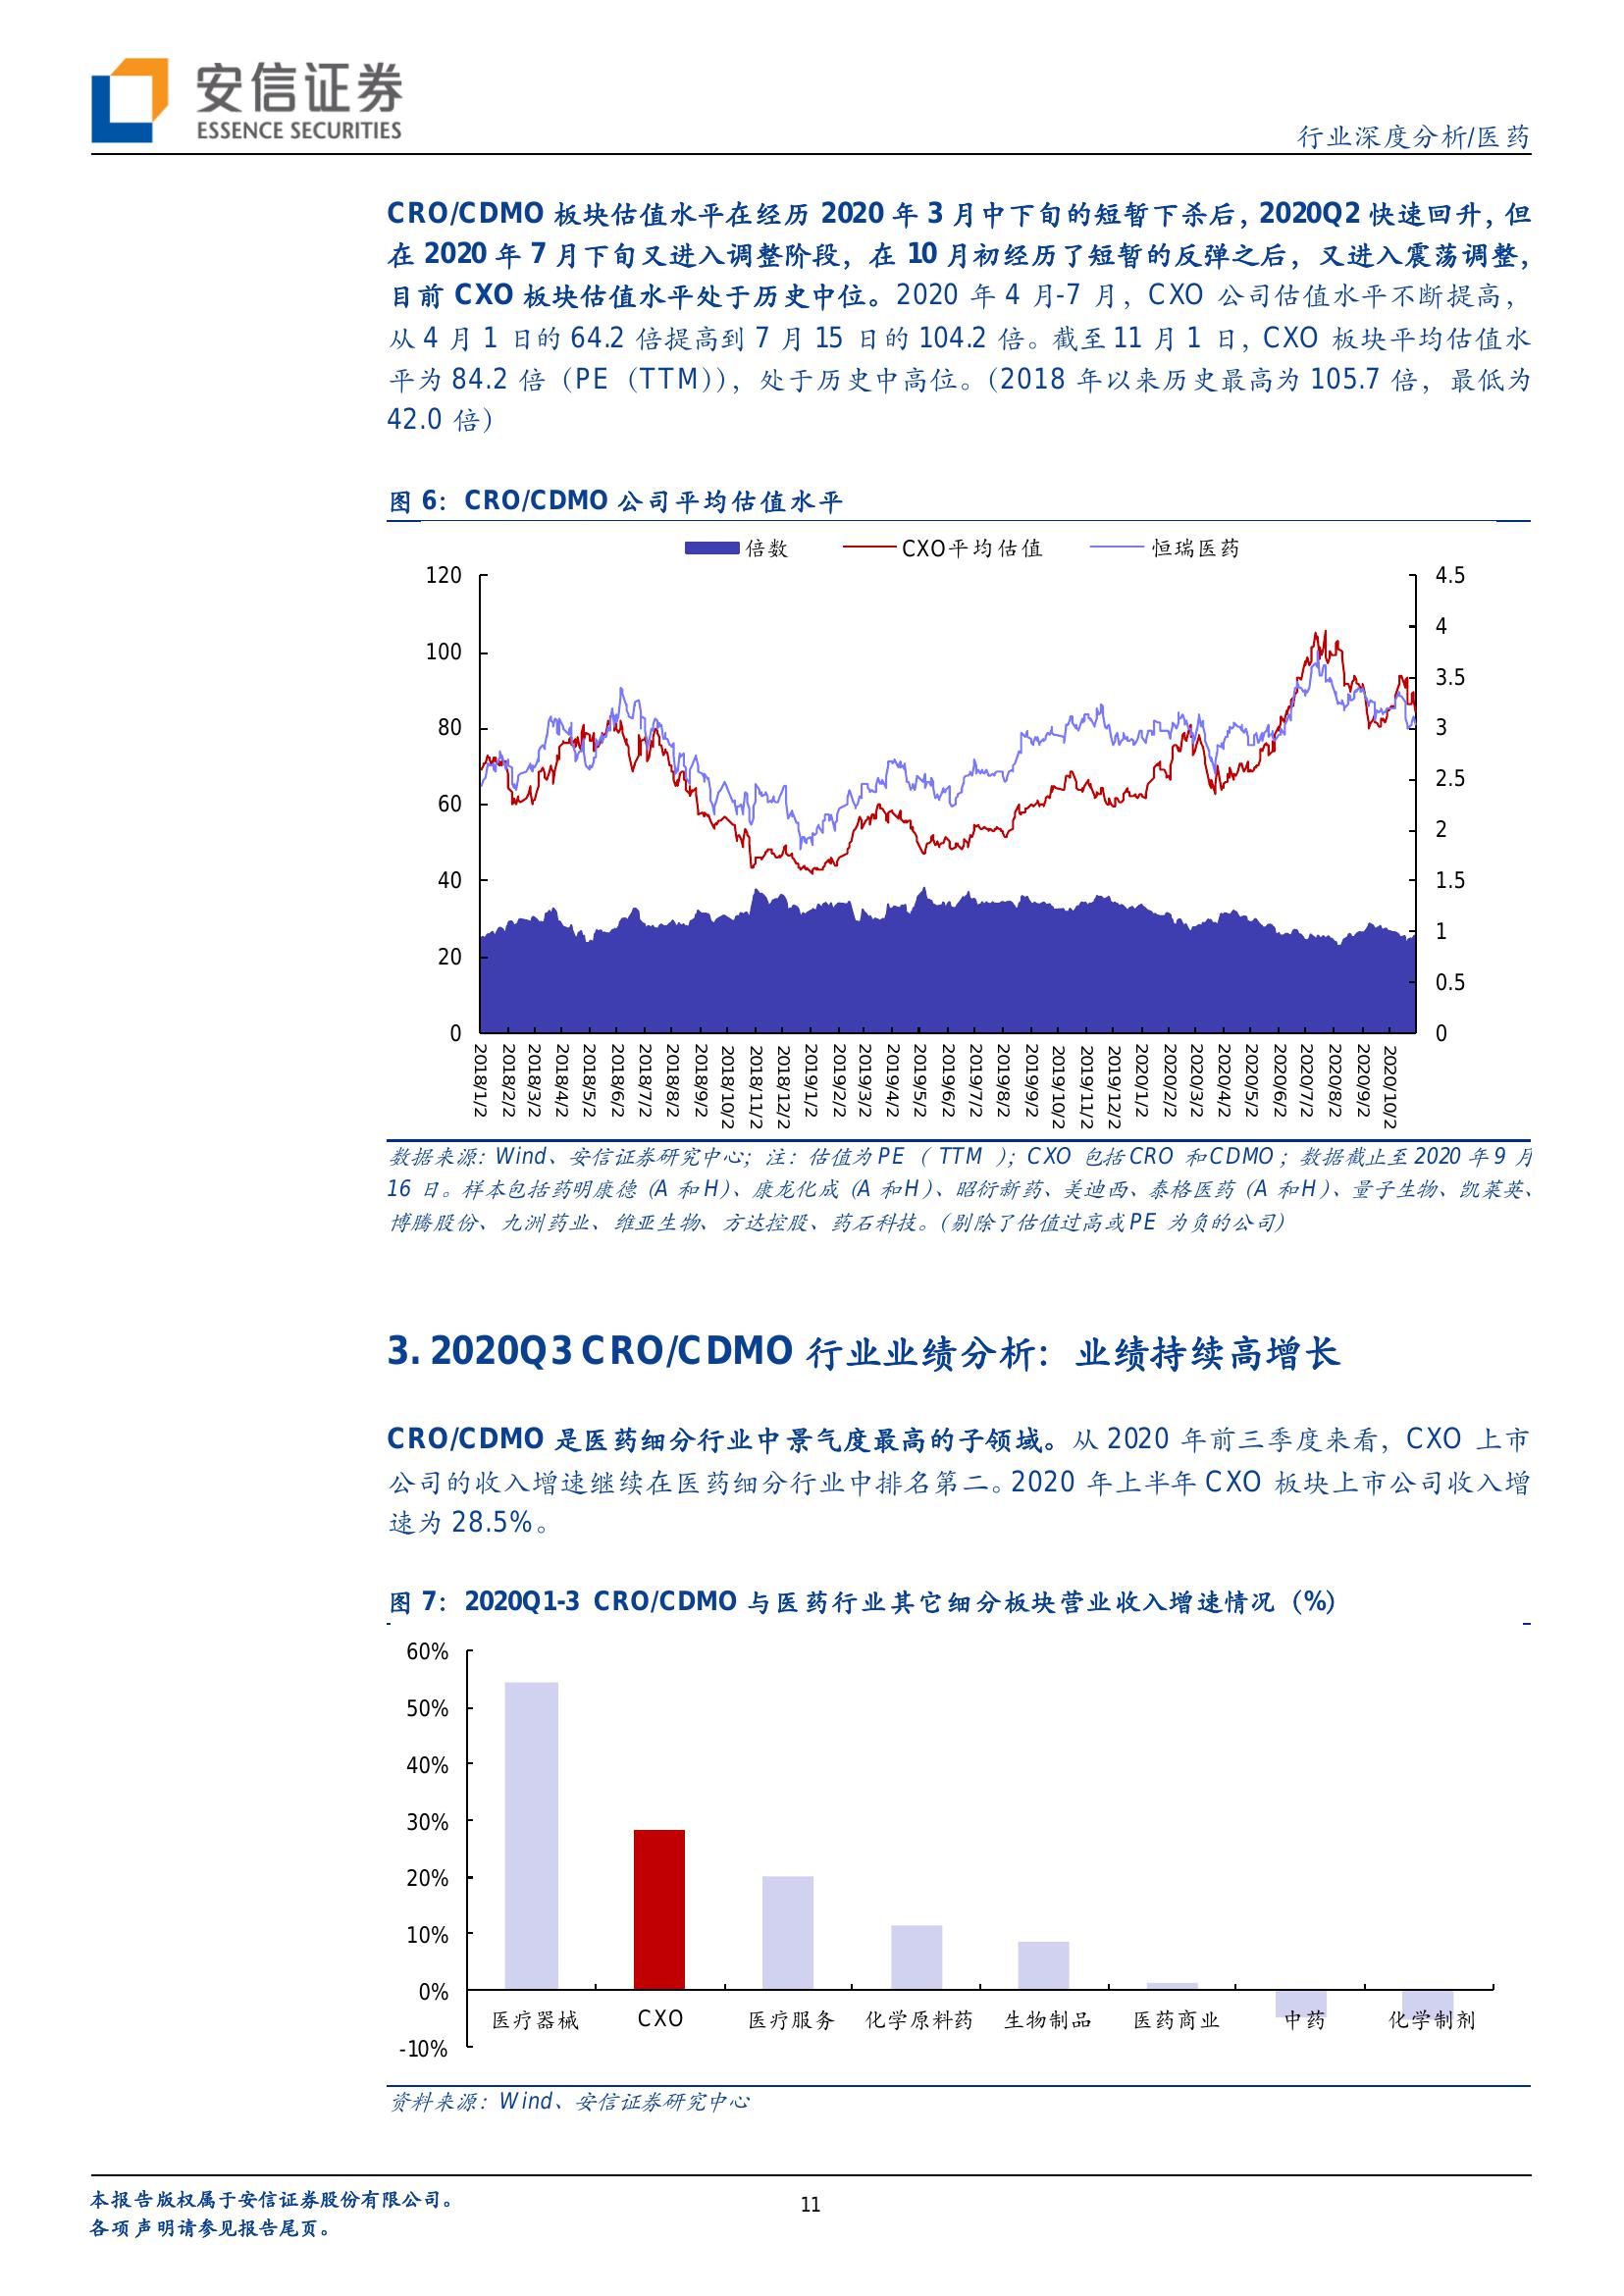 安信证券
ESSENCE SECURITIES
行业深度分析/医药
CRO/CDMO 板块估值水平在经历 2020 年 3 月中下旬的短暂下杀后，2020Q2 快速回升，但
在 2020 年 7 月下旬又进入调整阶段，在 10 月初经历了短暂的反弹之后，又进入震荡调整，
目前 CXO 板块估值水平处于历史中位。2020 年 4 月-7 月，CXO 公司估值水平不断提高，
从 4 月 1 日的 64.2 倍提高到 7 月 15 日的 104.2 倍。截至 11 月 1 日，CXO 板块平均估值水
平为 84.2 倍（PE（TTM）），处于历史中高位。（2018 年以来历史最高为 105.7 倍，最低为
42.0 倍）
图 6：CRO/CDMO 公司平均估值水平
倍数 CXO平均估值 恒瑞医药
120 4.5
4
100
3.5
80 3
2.5
60
2
40 1.5
1
20
0.5
0 0
2018/1/2 2018/2/2 2018/3/2 2018/4/2 2018/5/2 2018/6/2 2018/7/2 2018/8/2 2018/9/2 2018/10/2 2018/11/2 2018/12/2 2019/1/2 2019/2/2 2019/3/2 2019/4/2 2019/5/2 2019/6/2 2019/7/2 2019/8/2 2019/9/2 2019/10/2 2019/11/2 2019/12/2 2020/1/2 2020/2/2 2020/3/2 2020/4/2 2020/5/2 2020/6/2 2020/7/2 2020/8/2 2020/9/2 2020/10/2
数据来源：Wind、安信证券研究中心；注：估值为 PE（TTM）；CXO 包括 CRO 和 CDMO；数据截止至 2020 年 9 月
16 日。样本包括药明康德（A 和 H）、康龙化成（A 和 H）、昭衍新药、美迪西、泰格医药（A 和 H）、量子生物、凯莱英、
博腾股份、九洲药业、维亚生物、方达控股、药石科技。（剔除了估值过高或 PE 为负的公司）
3. 2020Q3 CRO/CDMO 行业业绩分析：业绩持续高增长
CRO/CDMO 是医药细分行业中景气度最高的子领域。从 2020 年前三季度来看，CXO 上市
公司的收入增速继续在医药细分行业中排名第二。2020 年上半年 CXO 板块上市公司收入增
速为 28.5%。
图 7：2020Q1-3 CRO/CDMO 与医药行业其它细分板块营业收入增速情况（%）
60%
50%
40%
30%
20%
10%
0%
医疗器械 CXO 医疗服务 化学原料药 生物制品 医药商业 中药 化学制剂
-10%
资料来源：Wind、安信证券研究中心
本报告版权属于安信证券股份有限公司。
11
各项声明请参见报告尾页。